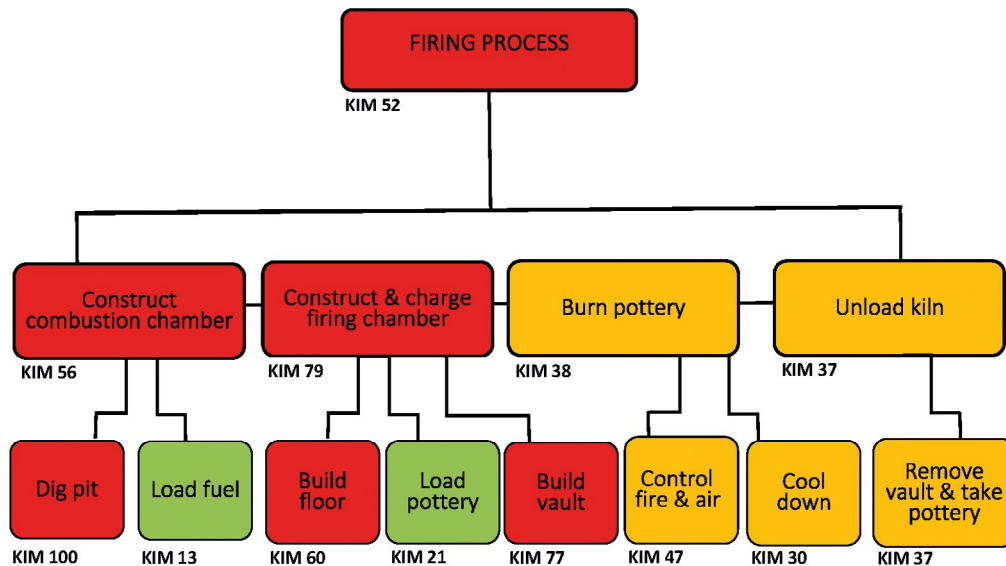 FIRING PROCESS
KIM 52
Construct
combustion chamber
KIM 56
Construct & charge
firing chamber
KIM 79
Burn pottery
KIM 38
Unload kiln
KIM 37
Dig pit
KIM 100
Load fuel
KIM 13
Build
floor
KIM 60
Load
pottery
KIM 21
Build
vault
KIM 77
Control
fire & air
KIM 47
Cool
down
KIM 30
Remove
vault & take
pottery
KIM 37